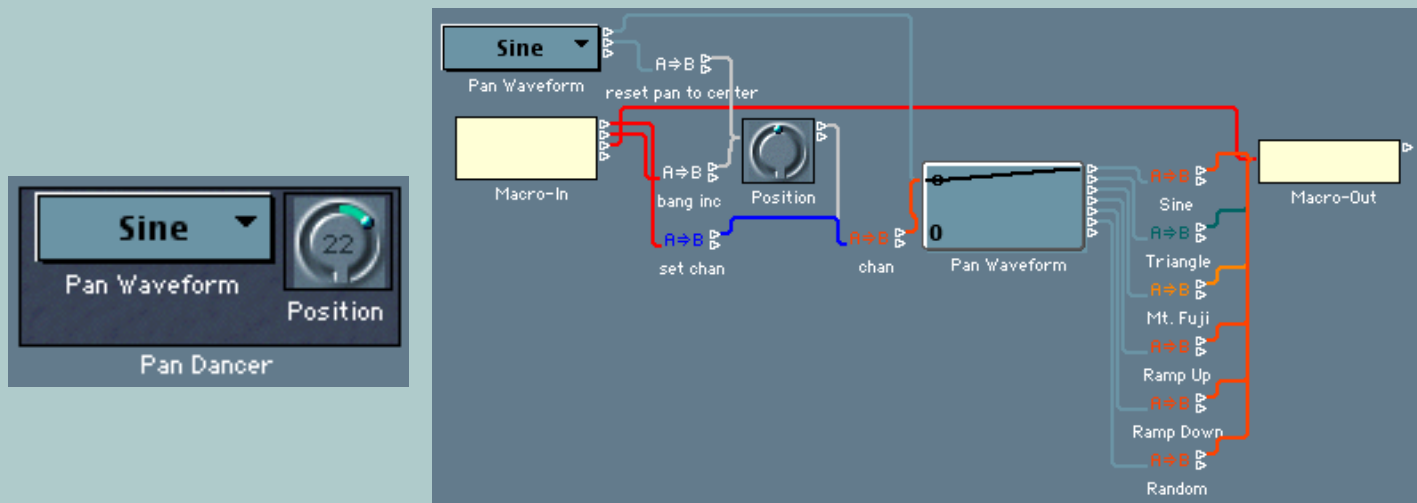 Sine
Pan Waveform
22
Position
Pan Dancer
Sine
Pan Waveform
A⇒B
reset pan to center
Macro-In
A⇒B
bang inc
Position
A⇒B
set chan
A⇒B
chan
0
Pan Waveform
A⇒B
Sine
A⇒B
Triangle
A⇒B
Mt. Fuji
A⇒B
Ramp Up
A⇒B
Ramp Down
A⇒B
Random
Macro-Out